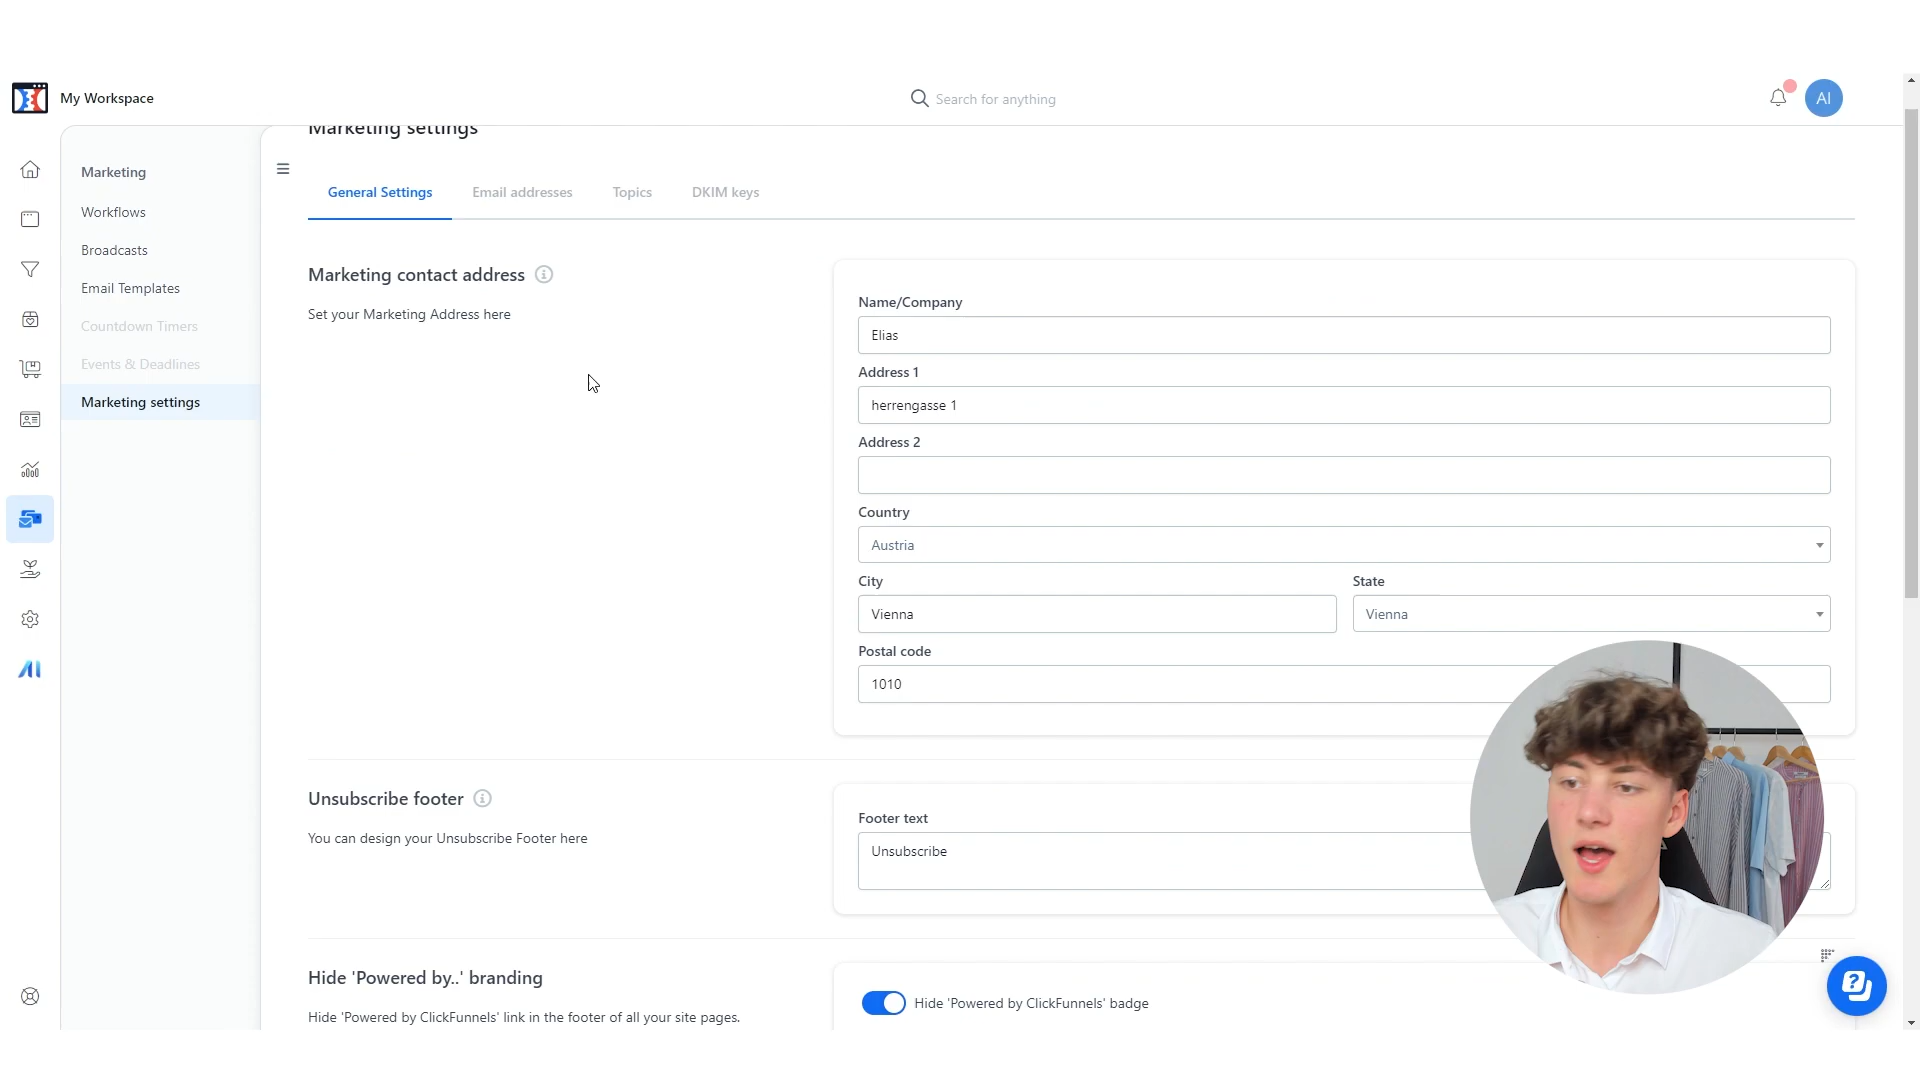 My Workspace
Search for anything
AI
Marketing settings
Marketing
Workflows
Broadcasts
Email Templates
Countdown Timers
Events & Deadlines
Marketing settings
General Settings
Email addresses
Topics
DKIM keys
Marketing contact address
Set your Marketing Address here
Name/Company
Elias
Address 1
herrengasse 1
Address 2
Country
Austria
City
State
Vienna
Vienna
Postal code
1010
Unsubscribe footer
You can design your Unsubscribe Footer here
Footer text
Unsubscribe
Hide 'Powered by..' branding
Hide 'Powered by ClickFunnels' link in the footer of all your site pages.
Hide 'Powered by ClickFunnels' badge